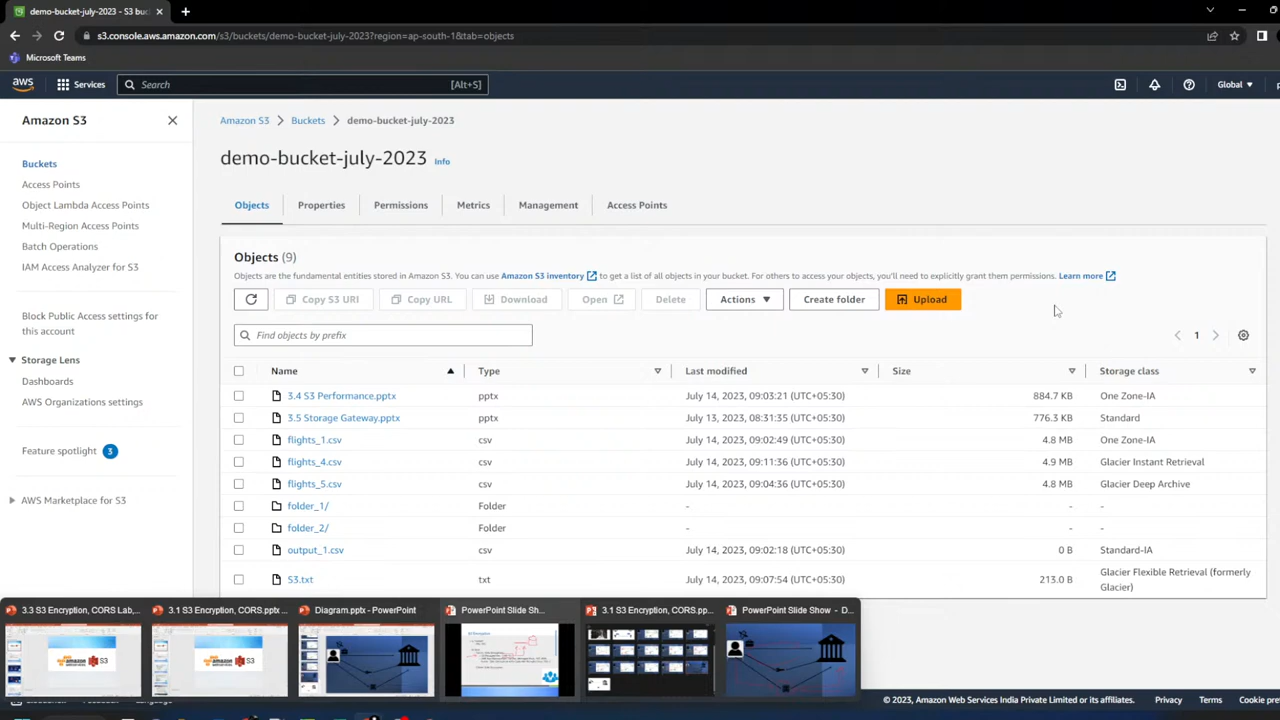 demo-bucket-july-2023 - S3 buc
s3.console.aws.amazon.com/s3/buckets/demo-bucket-july-2023?region=ap-south-1&tab=objects
Microsoft Teams
aws
Services
Search
[Alt+S]
Global
Amazon S3
Buckets
Access Points
Object Lambda Access Points
Multi-Region Access Points
Batch Operations
IAM Access Analyzer for S3
Block Public Access settings for
this account
Storage Lens
Dashboards
AWS Organizations settings
Feature spotlight 3
AWS Marketplace for S3
Amazon S3 > Buckets > demo-bucket-july-2023
demo-bucket-july-2023 Info
Objects Properties Permissions Metrics Management Access Points
Objects (9)
Objects are the fundamental entities stored in Amazon S3. You can use Amazon S3 inventory to get a list of all objects in your bucket. For others to access your objects, you'll need to explicitly grant them permissions. Learn more
Copy S3 URI Copy URL Download Open Delete Actions Create folder Upload
Find objects by prefix
1
Name Type Last modified Size Storage class
3.4 S3 Performance.pptx pptx July 14, 2023, 09:03:21 (UTC+05:30) 884.7 KB One Zone-IA
3.5 Storage Gateway.pptx pptx July 13, 2023, 08:31:35 (UTC+05:30) 776.3 KB Standard
flights_1.csv csv July 14, 2023, 09:02:49 (UTC+05:30) 4.8 MB One Zone-IA
flights_4.csv csv July 14, 2023, 09:11:36 (UTC+05:30) 4.9 MB Glacier Instant Retrieval
flights_5.csv csv July 14, 2023, 09:04:36 (UTC+05:30) 4.8 MB Glacier Deep Archive
folder_1/ Folder - - -
folder_2/ Folder - - -
output_1.csv csv July 14, 2023, 09:02:18 (UTC+05:30) 0 B Standard-IA
S3.txt txt July 14, 2023, 09:07:54 (UTC+05:30) 213.0 B Glacier Flexible Retrieval (formerly
Glacier)
3.3 S3 Encryption, CORS Lab,...
3.1 S3 Encryption, CORS.pptx ...
Diagram.pptx - PowerPoint
PowerPoint Slide Sh...
3.1 S3 Encryption, CORS.pp...
PowerPoint Slide Show - D...
amazon S3
amazon S3
© 2023, Amazon Web Services India Private Limited or its affiliates.
Privacy
Terms
Cookie pre